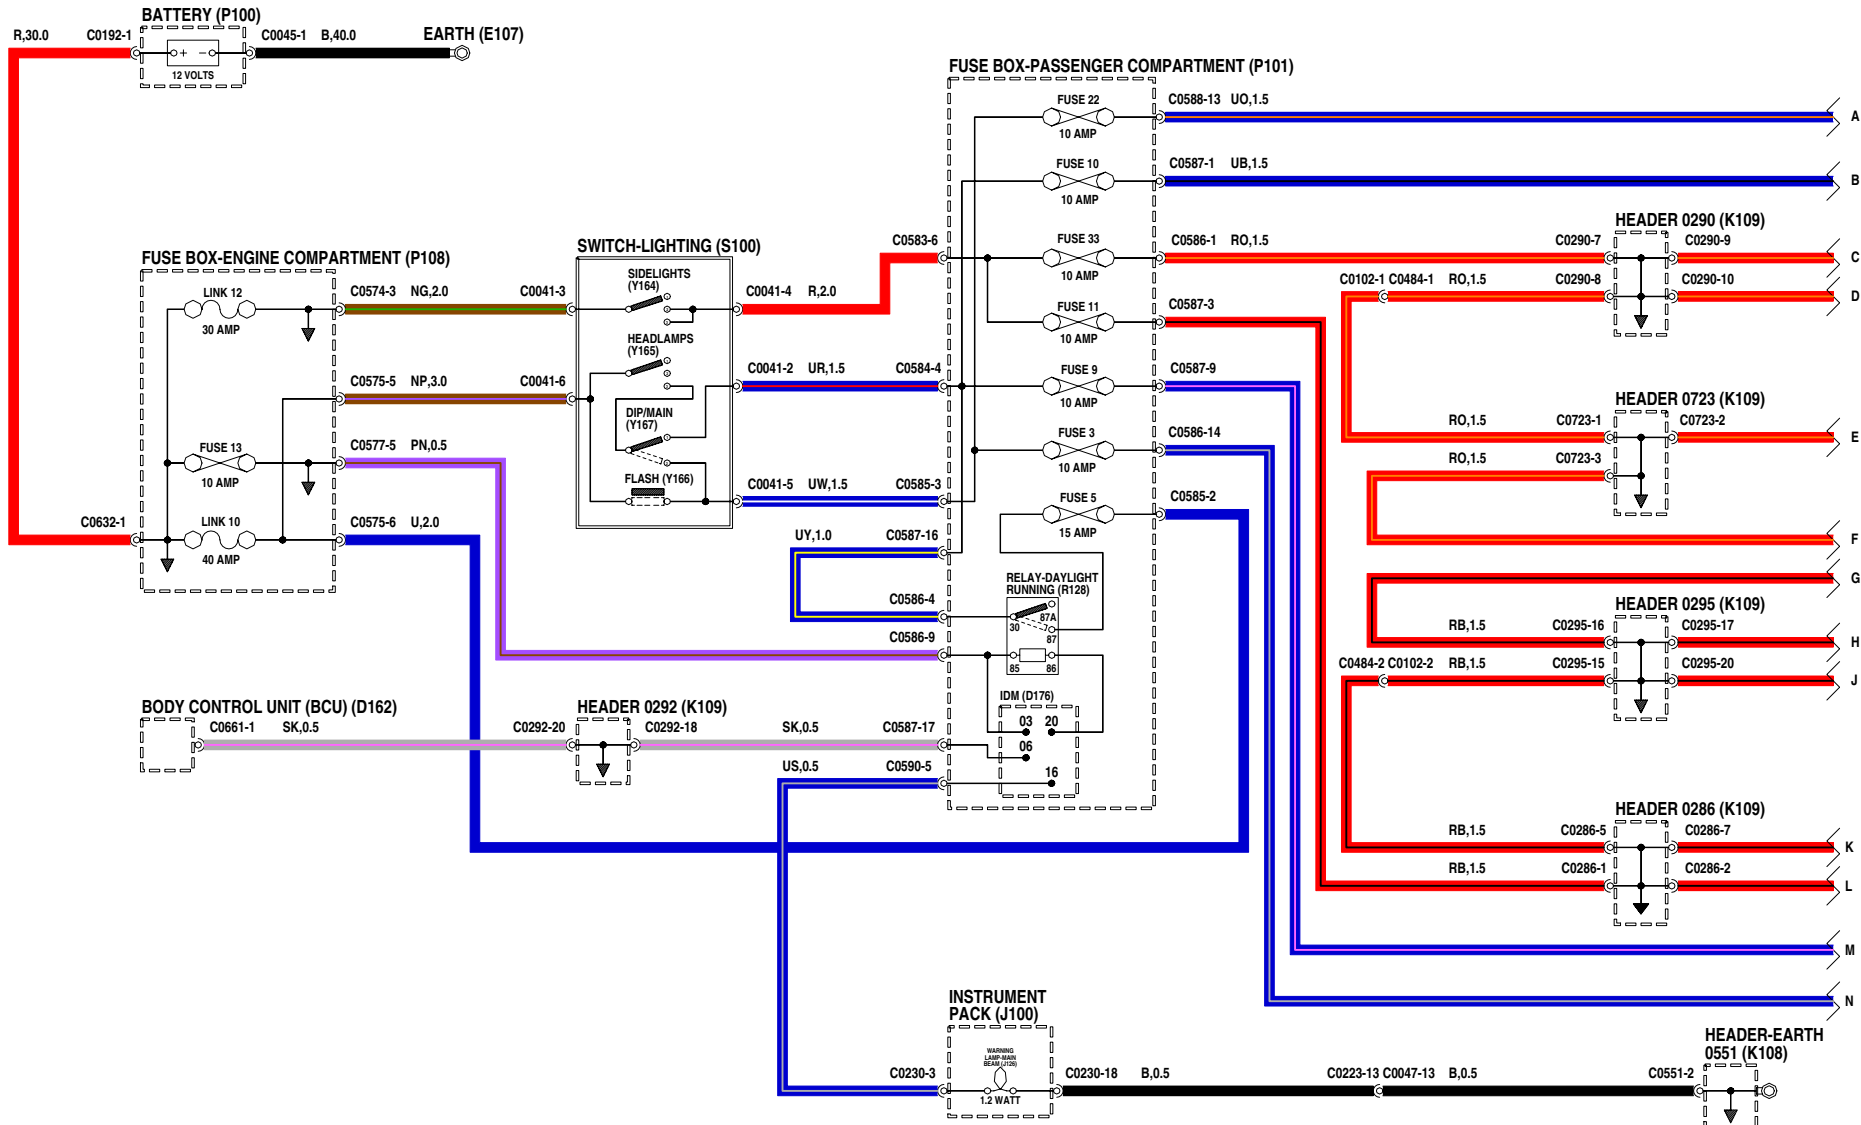 BATTERY (P100)
R,30.0
C0192-1
C0045-1
B,40.0
EARTH (E107)
+
−
12 VOLTS
FUSE BOX-PASSENGER COMPARTMENT (P101)
FUSE 22
10 AMP
C0588-13
UO,1.5
A
FUSE 10
10 AMP
C0587-1
UB,1.5
B
HEADER 0290 (K109)
C0583-6
FUSE 33
10 AMP
C0586-1
RO,1.5
C0290-7
C0290-9
C
C0102-1
C0484-1
RO,1.5
C0290-8
C0290-10
D
FUSE BOX-ENGINE COMPARTMENT (P108)
SWITCH-LIGHTING (S100)
LINK 12
30 AMP
C0574-3
NG,2.0
C0041-3
SIDELIGHTS
(Y164)
C0041-4
R,2.0
FUSE 11
10 AMP
C0587-3
HEADLAMPS
(Y165)
C0575-5
NP,3.0
C0041-6
C0041-2
UR,1.5
C0584-4
FUSE 9
10 AMP
C0587-9
HEADER 0723 (K109)
DIP/MAIN
(Y167)
RO,1.5
C0723-1
C0723-2
E
FUSE 13
10 AMP
C0577-5
PN,0.5
FUSE 3
10 AMP
C0586-14
RO,1.5
C0723-3
FLASH (Y166)
C0041-5
UW,1.5
C0585-3
FUSE 5
15 AMP
C0585-2
C0632-1
LINK 10
40 AMP
C0575-6
U,2.0
F
UY,1.0
C0587-16
G
RELAY-DAYLIGHT
RUNNING (R128)
87A
30
87
85
86
C0586-4
C0586-9
HEADER 0295 (K109)
RB,1.5
C0295-16
C0295-17
H
C0484-2
C0102-2
RB,1.5
C0295-15
C0295-20
J
BODY CONTROL UNIT (BCU) (D162)
HEADER 0292 (K109)
C0661-1
SK,0.5
C0292-20
C0292-18
SK,0.5
C0587-17
IDM (D176)
03
20
06
16
US,0.5
C0590-5
HEADER 0286 (K109)
RB,1.5
C0286-5
C0286-7
K
RB,1.5
C0286-1
C0286-2
L
M
N
INSTRUMENT
PACK (J100)
WARNING
LAMP-MAIN
BEAM (J126)
1.2 WATT
C0230-3
C0230-18
B,0.5
C0223-13
C0047-13
B,0.5
C0551-2
HEADER-EARTH
0551 (K108)